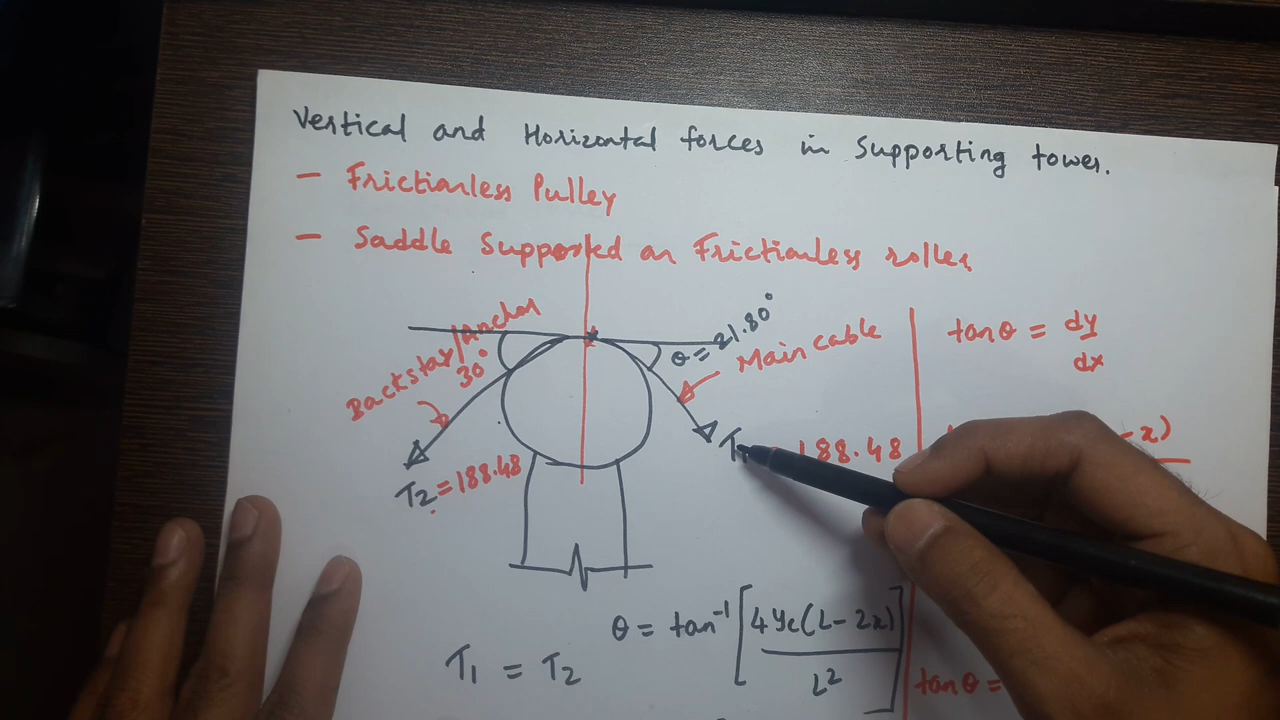 Vertical and Horizontal forces in Supporting tower.
- Frictionless Pulley
- Saddle Supported on Frictionless roller
Backstay/Anchor
30°
θ = 21.80°
Main cable
tanθ = dy/dx
T2 = 188.48
188.48
-x)
θ = tan⁻¹ [4yc(L-2x)/L²]
T1 = T2
tanθ =